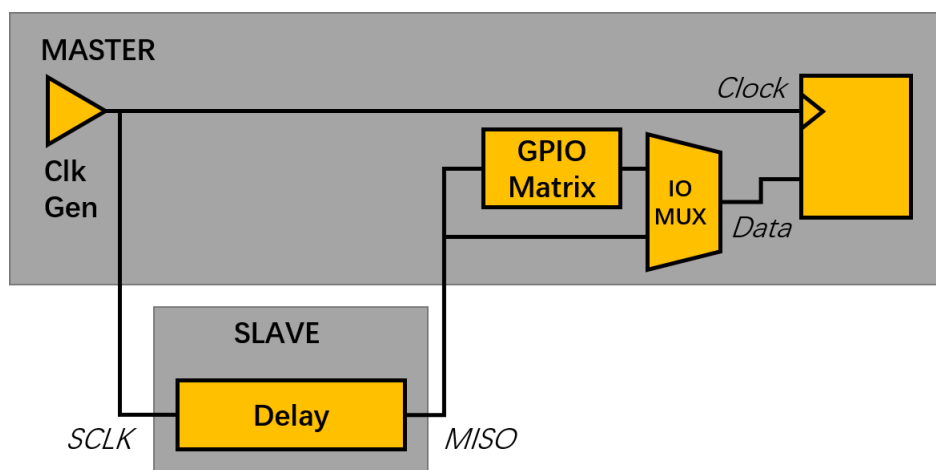 MASTER
Clk
Gen
Clock
GPIO
Matrix
IO
MUX
Data
SLAVE
Delay
SCLK
MISO